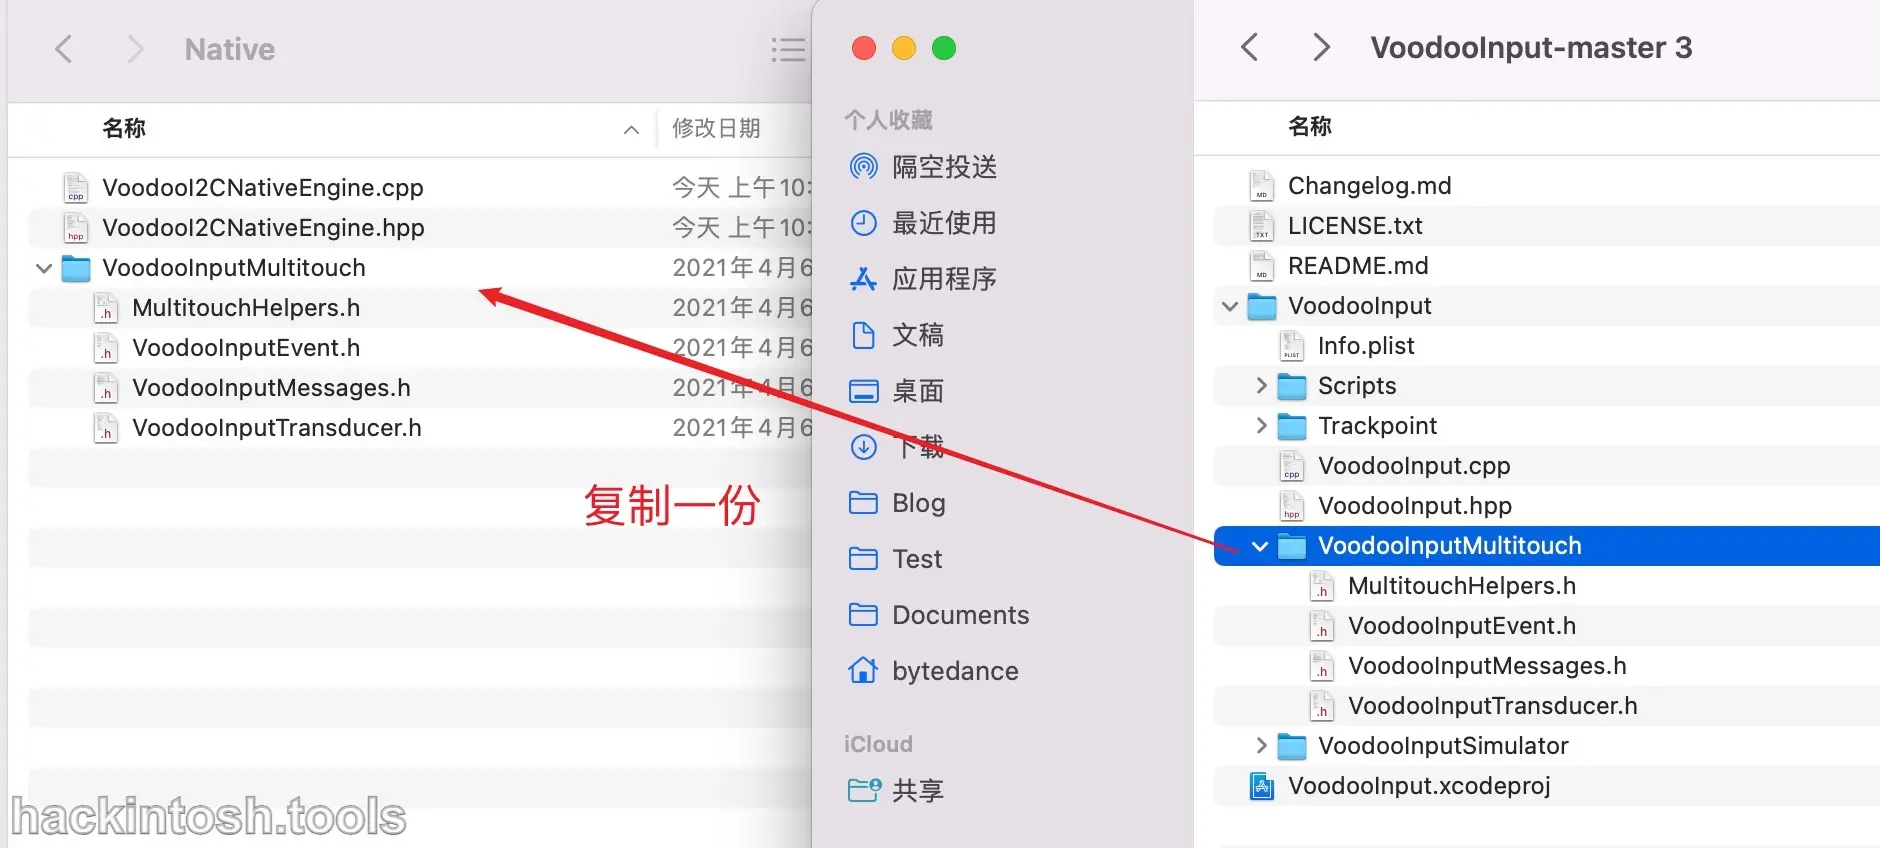 Native
名称
修改日期
VoodooI2CNativeEngine.cpp
今天 上午10:
VoodooI2CNativeEngine.hpp
今天 上午10:
VoodooInputMultitouch
2021年4月6
MultitouchHelpers.h
2021年4月6
VoodooInputEvent.h
2021年4月6
VoodooInputMessages.h
2021年4月6
VoodooInputTransducer.h
2021年4月6
复制一份
hackintosh.tools
个人收藏
隔空投送
最近使用
应用程序
文稿
桌面
下载
Blog
Test
Documents
bytedance
iCloud
共享
VoodooInput-master 3
名称
Changelog.md
LICENSE.txt
README.md
VoodooInput
Info.plist
Scripts
Trackpoint
VoodooInput.cpp
VoodooInput.hpp
VoodooInputMultitouch
MultitouchHelpers.h
VoodooInputEvent.h
VoodooInputMessages.h
VoodooInputTransducer.h
VoodooInputSimulator
VoodooInput.xcodeproj